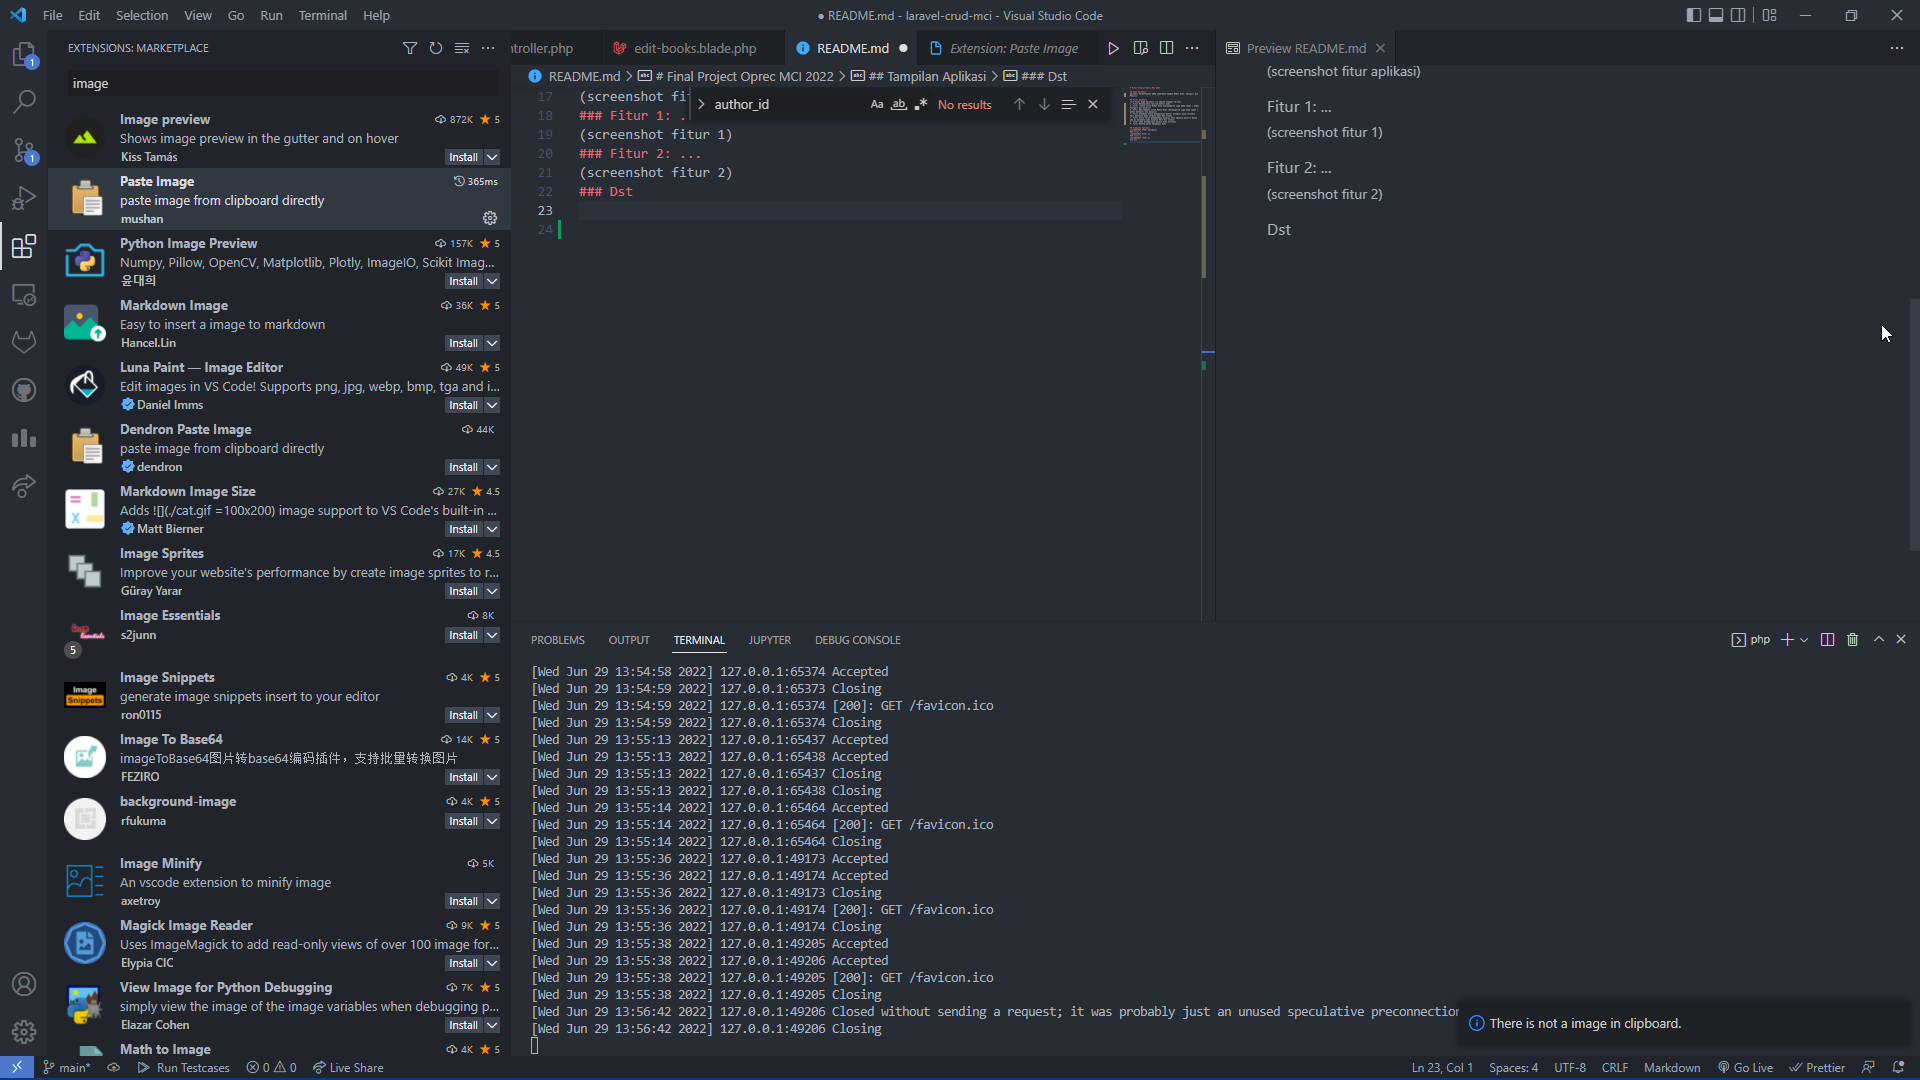 File Edit Selection View Go Run Terminal Help
● README.md - laravel-crud-mci - Visual Studio Code
EXTENSIONS: MARKETPLACE
image
Image preview 872K ★ 5
Shows image preview in the gutter and on hover
Kiss Tamás Install
Paste Image 365ms
paste image from clipboard directly
mushan
Python Image Preview 157K ★ 5
Numpy, Pillow, OpenCV, Matplotlib, Plotly, ImageIO, Scikit Imag...
윤대희 Install
Markdown Image 36K ★ 5
Easy to insert a image to markdown
Hancel.Lin Install
Luna Paint — Image Editor 49K ★ 5
Edit images in VS Code! Supports png, jpg, webp, bmp, tga and i...
Daniel Imms Install
Dendron Paste Image 44K
paste image from clipboard directly
dendron Install
Markdown Image Size 27K ★ 4.5
Adds ![](./cat.gif =100x200) image support to VS Code's built-in ...
Matt Bierner Install
Image Sprites 17K ★ 4.5
Improve your website's performance by create image sprites to r...
Güray Yarar Install
Image Essentials 8K
s2junn Install
5
Image Snippets 4K ★ 5
generate image snippets insert to your editor
ron0115 Install
Image To Base64 14K ★ 5
imageToBase64图片转base64编码插件，支持批量转换图片
FEZIRO Install
background-image 4K ★ 5
rfukuma Install
Image Minify 5K
An vscode extension to minify image
axetroy Install
Magick Image Reader 9K ★ 5
Uses ImageMagick to add read-only views of over 100 image for...
Elypia CIC Install
View Image for Python Debugging 7K ★ 5
simply view the image of the image variables when debugging p...
Elazar Cohen Install
Math to Image 4K ★ 5
ntroller.php edit-books.blade.php README.md ● Extension: Paste Image
README.md > # Final Project Oprec MCI 2022 > ## Tampilan Aplikasi > ### Dst
author_id Aa ab .* No results
17 (screenshot fi
18 ### Fitur 1: ..
19 (screenshot fitur 1)
20 ### Fitur 2: ...
21 (screenshot fitur 2)
22 ### Dst
23
24
Preview README.md
(screenshot fitur aplikasi)
Fitur 1: ...
(screenshot fitur 1)
Fitur 2: ...
(screenshot fitur 2)
Dst
PROBLEMS OUTPUT TERMINAL JUPYTER DEBUG CONSOLE
php
[Wed Jun 29 13:54:58 2022] 127.0.0.1:65374 Accepted
[Wed Jun 29 13:54:59 2022] 127.0.0.1:65373 Closing
[Wed Jun 29 13:54:59 2022] 127.0.0.1:65374 [200]: GET /favicon.ico
[Wed Jun 29 13:54:59 2022] 127.0.0.1:65374 Closing
[Wed Jun 29 13:55:13 2022] 127.0.0.1:65437 Accepted
[Wed Jun 29 13:55:13 2022] 127.0.0.1:65438 Accepted
[Wed Jun 29 13:55:13 2022] 127.0.0.1:65437 Closing
[Wed Jun 29 13:55:13 2022] 127.0.0.1:65438 Closing
[Wed Jun 29 13:55:14 2022] 127.0.0.1:65464 Accepted
[Wed Jun 29 13:55:14 2022] 127.0.0.1:65464 [200]: GET /favicon.ico
[Wed Jun 29 13:55:14 2022] 127.0.0.1:65464 Closing
[Wed Jun 29 13:55:36 2022] 127.0.0.1:49173 Accepted
[Wed Jun 29 13:55:36 2022] 127.0.0.1:49174 Accepted
[Wed Jun 29 13:55:36 2022] 127.0.0.1:49173 Closing
[Wed Jun 29 13:55:36 2022] 127.0.0.1:49174 [200]: GET /favicon.ico
[Wed Jun 29 13:55:36 2022] 127.0.0.1:49174 Closing
[Wed Jun 29 13:55:38 2022] 127.0.0.1:49205 Accepted
[Wed Jun 29 13:55:38 2022] 127.0.0.1:49206 Accepted
[Wed Jun 29 13:55:38 2022] 127.0.0.1:49205 [200]: GET /favicon.ico
[Wed Jun 29 13:55:38 2022] 127.0.0.1:49205 Closing
[Wed Jun 29 13:56:42 2022] 127.0.0.1:49206 Closed without sending a request; it was probably just an unused speculative preconnection
[Wed Jun 29 13:56:42 2022] 127.0.0.1:49206 Closing
There is not a image in clipboard.
main* Run Testcases 0 0 Live Share
Ln 23, Col 1 Spaces: 4 UTF-8 CRLF Markdown Go Live Prettier